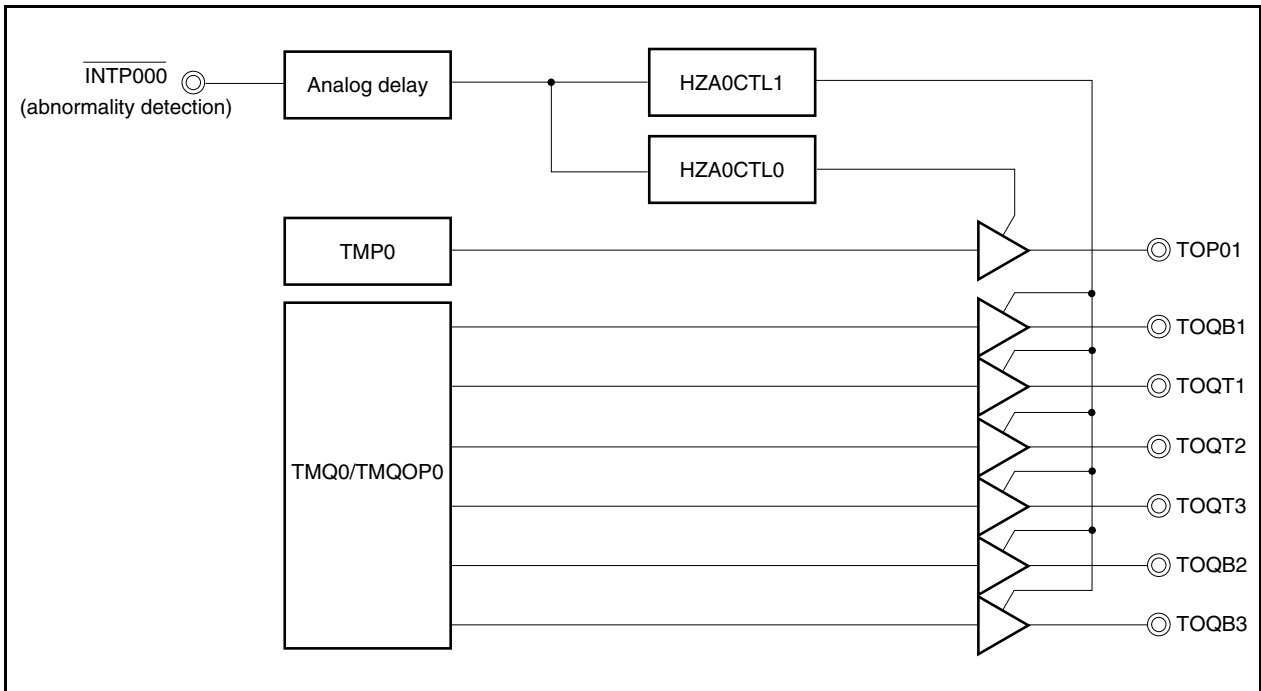 INTP000
(abnormality detection)
Analog delay
HZA0CTL1
HZA0CTL0
TMP0
TOP01
TMQ0/TMQOP0
TOQB1
TOQT1
TOQT2
TOQT3
TOQB2
TOQB3